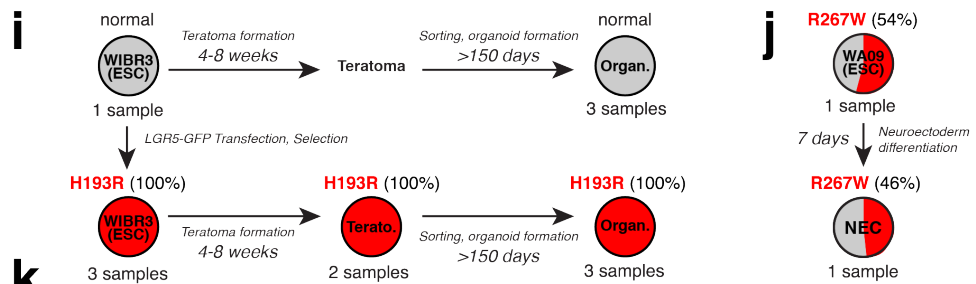 i
normal
WIBR3
(ESC)
1 sample
Teratoma formation
4-8 weeks
Teratoma
Sorting, organoid formation
>150 days
normal
Organ.
3 samples
LGR5-GFP Transfection, Selection
H193R (100%)
WIBR3
(ESC)
3 samples
Teratoma formation
4-8 weeks
H193R (100%)
Terato.
2 samples
Sorting, organoid formation
>150 days
H193R (100%)
Organ.
3 samples
j
R267W (54%)
WA09
(ESC)
1 sample
7 days
Neuroectoderm
differentiation
R267W (46%)
NEC
1 sample
k